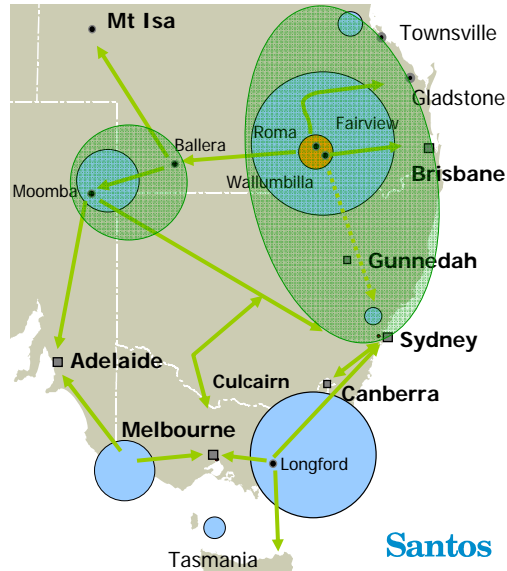 Mt Isa
Townsville
Gladstone
Roma
Fairview
Ballera
Brisbane
Moomba
Wallumbilla
Gunnedah
Sydney
Adelaide
Culcairn
Canberra
Melbourne
Longford
Tasmania
Santos